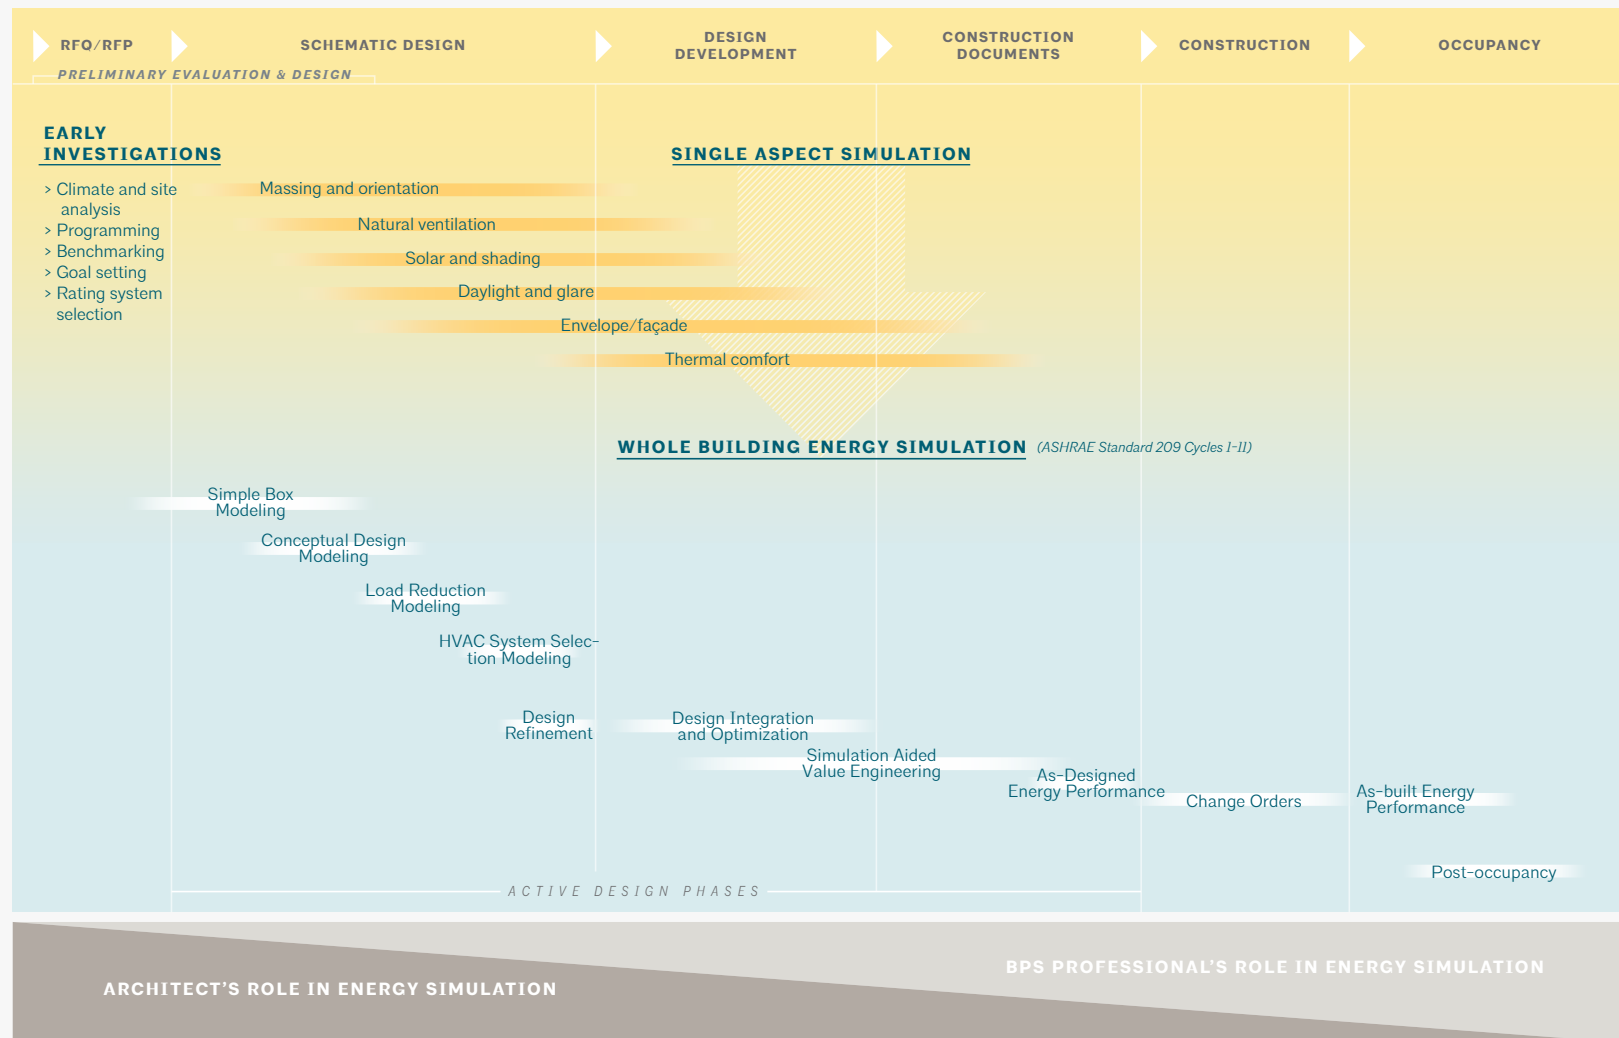 RFQ/RFP
SCHEMATIC DESIGN
DESIGN
DEVELOPMENT
CONSTRUCTION
DOCUMENTS
CONSTRUCTION
OCCUPANCY
PRELIMINARY EVALUATION & DESIGN
EARLY
INVESTIGATIONS
> Climate and site
analysis
> Programming
> Benchmarking
> Goal setting
> Rating system
selection
SINGLE ASPECT SIMULATION
Massing and orientation
Natural ventilation
Solar and shading
Daylight and glare
Envelope/façade
Thermal comfort
WHOLE BUILDING ENERGY SIMULATION (ASHRAE Standard 209 Cycles I-II)
Simple Box
Modeling
Conceptual Design
Modeling
Load Reduction
Modeling
HVAC System Selec-
tion Modeling
Design
Refinement
Design Integration
and Optimization
Simulation Aided
Value Engineering
As-Designed
Energy Performance
Change Orders
As-built Energy
Performance
Post-occupancy
ACTIVE DESIGN PHASES
ARCHITECT'S ROLE IN ENERGY SIMULATION
BPS PROFESSIONAL'S ROLE IN ENERGY SIMULATION